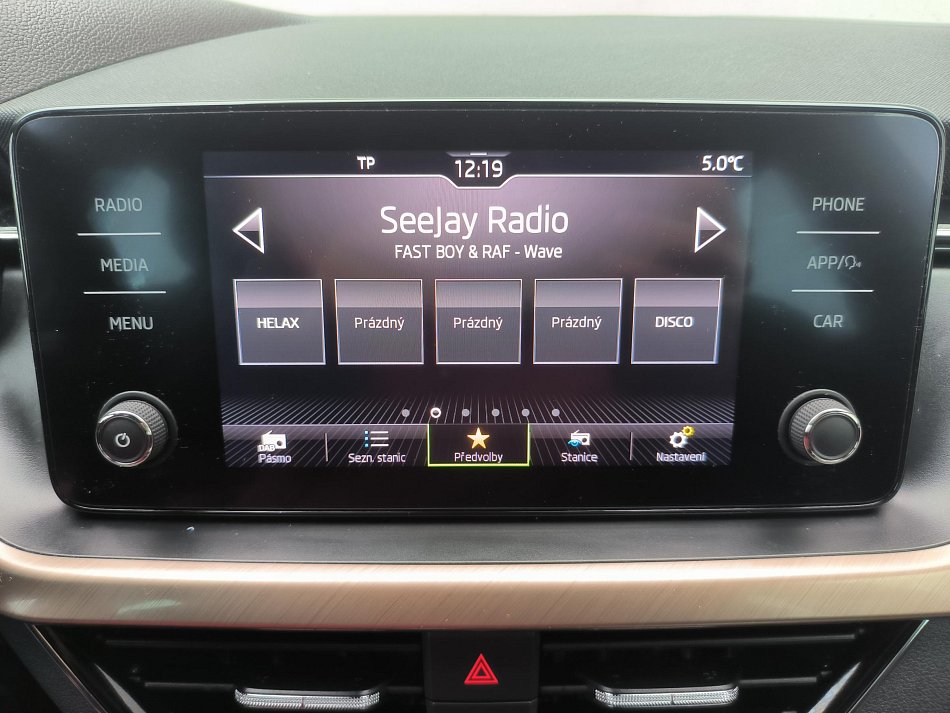 TP 12:19 5.0°C
RADIO
MEDIA
MENU
SeeJay Radio
FAST BOY & RAF - Wave
HELAX Prázdný Prázdný Prázdný DISCO
DAB
Pásmo Sezn. stanic Předvolby Stanice Nastavení
PHONE
APP/
CAR